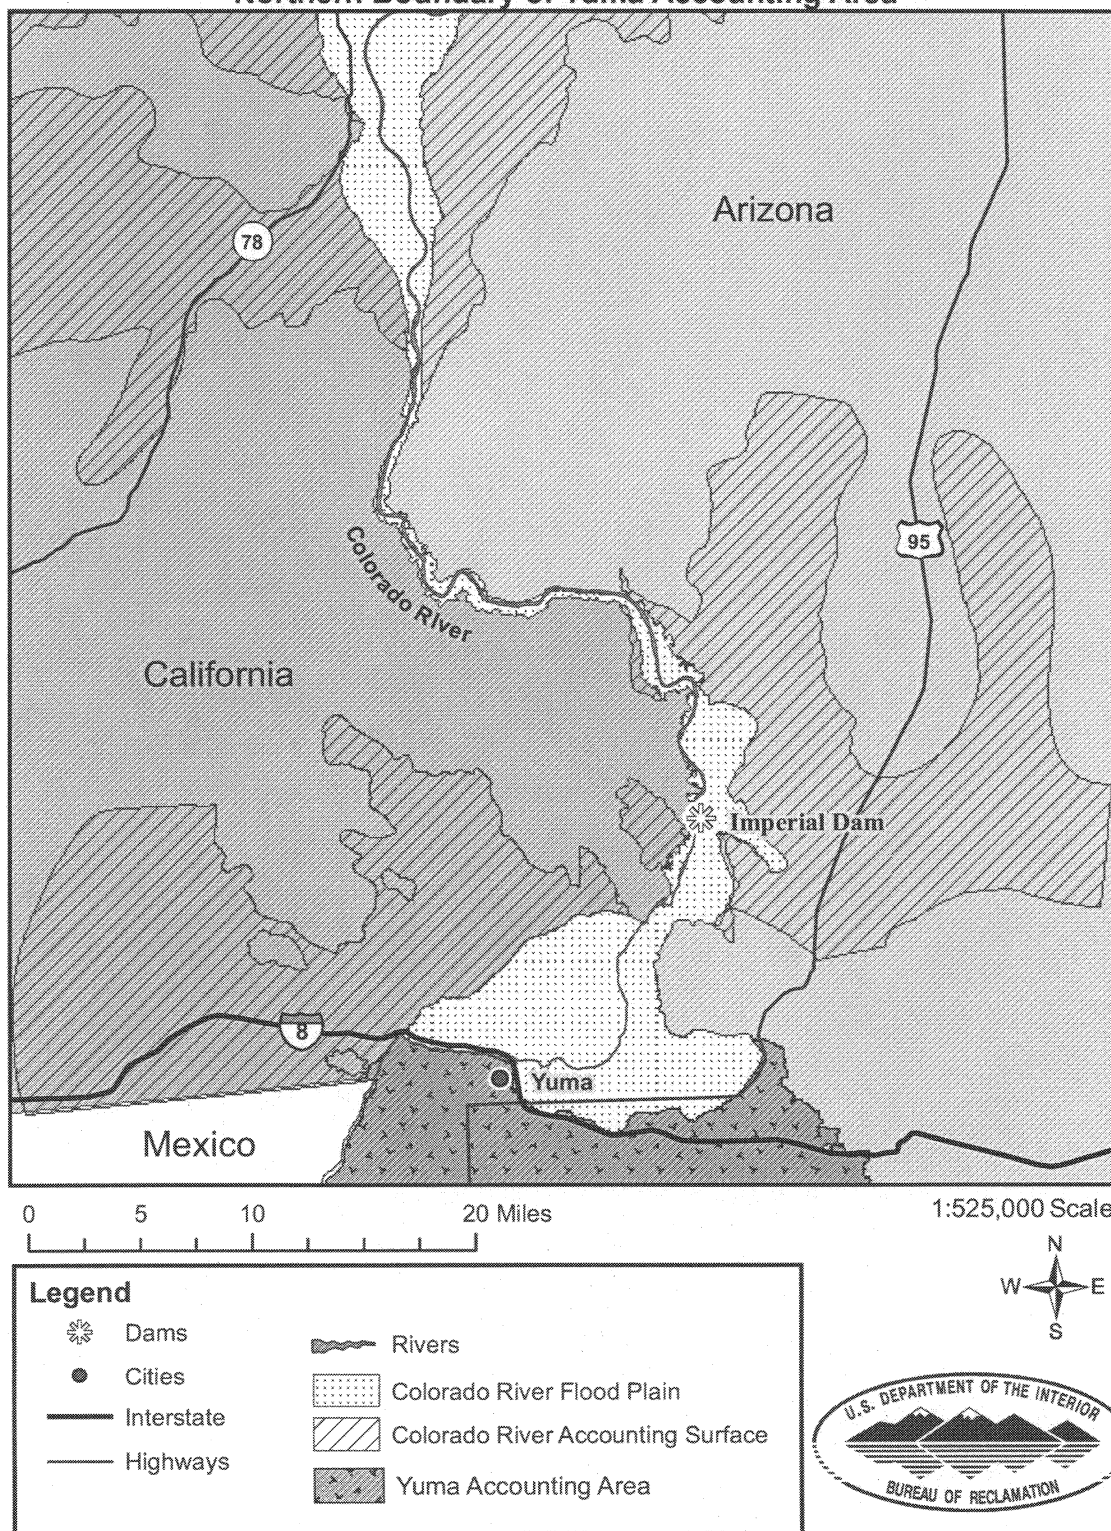 Northern Boundary of Yuma Accounting Area
Arizona
78
95
Colorado River
California
Imperial Dam
8
Yuma
Mexico
0 5 10 20 Miles
1:525,000 Scale
N
W E
S
Legend
Dams
Cities
Interstate
Highways
Rivers
Colorado River Flood Plain
Colorado River Accounting Surface
Yuma Accounting Area
U.S. DEPARTMENT OF THE INTERIOR
BUREAU OF RECLAMATION